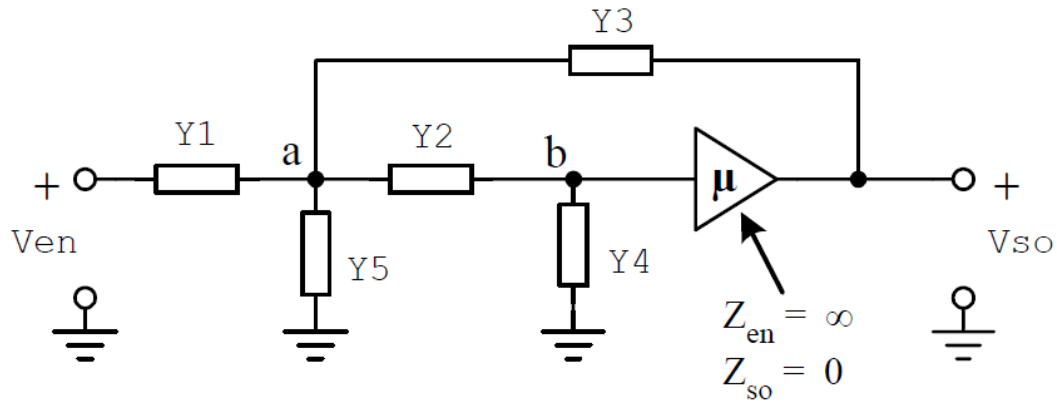 Y3
Y1
a
Y2
b
μ
+
+
Ven
Y5
Y4
Vso
Zen = ∞
Zso = 0